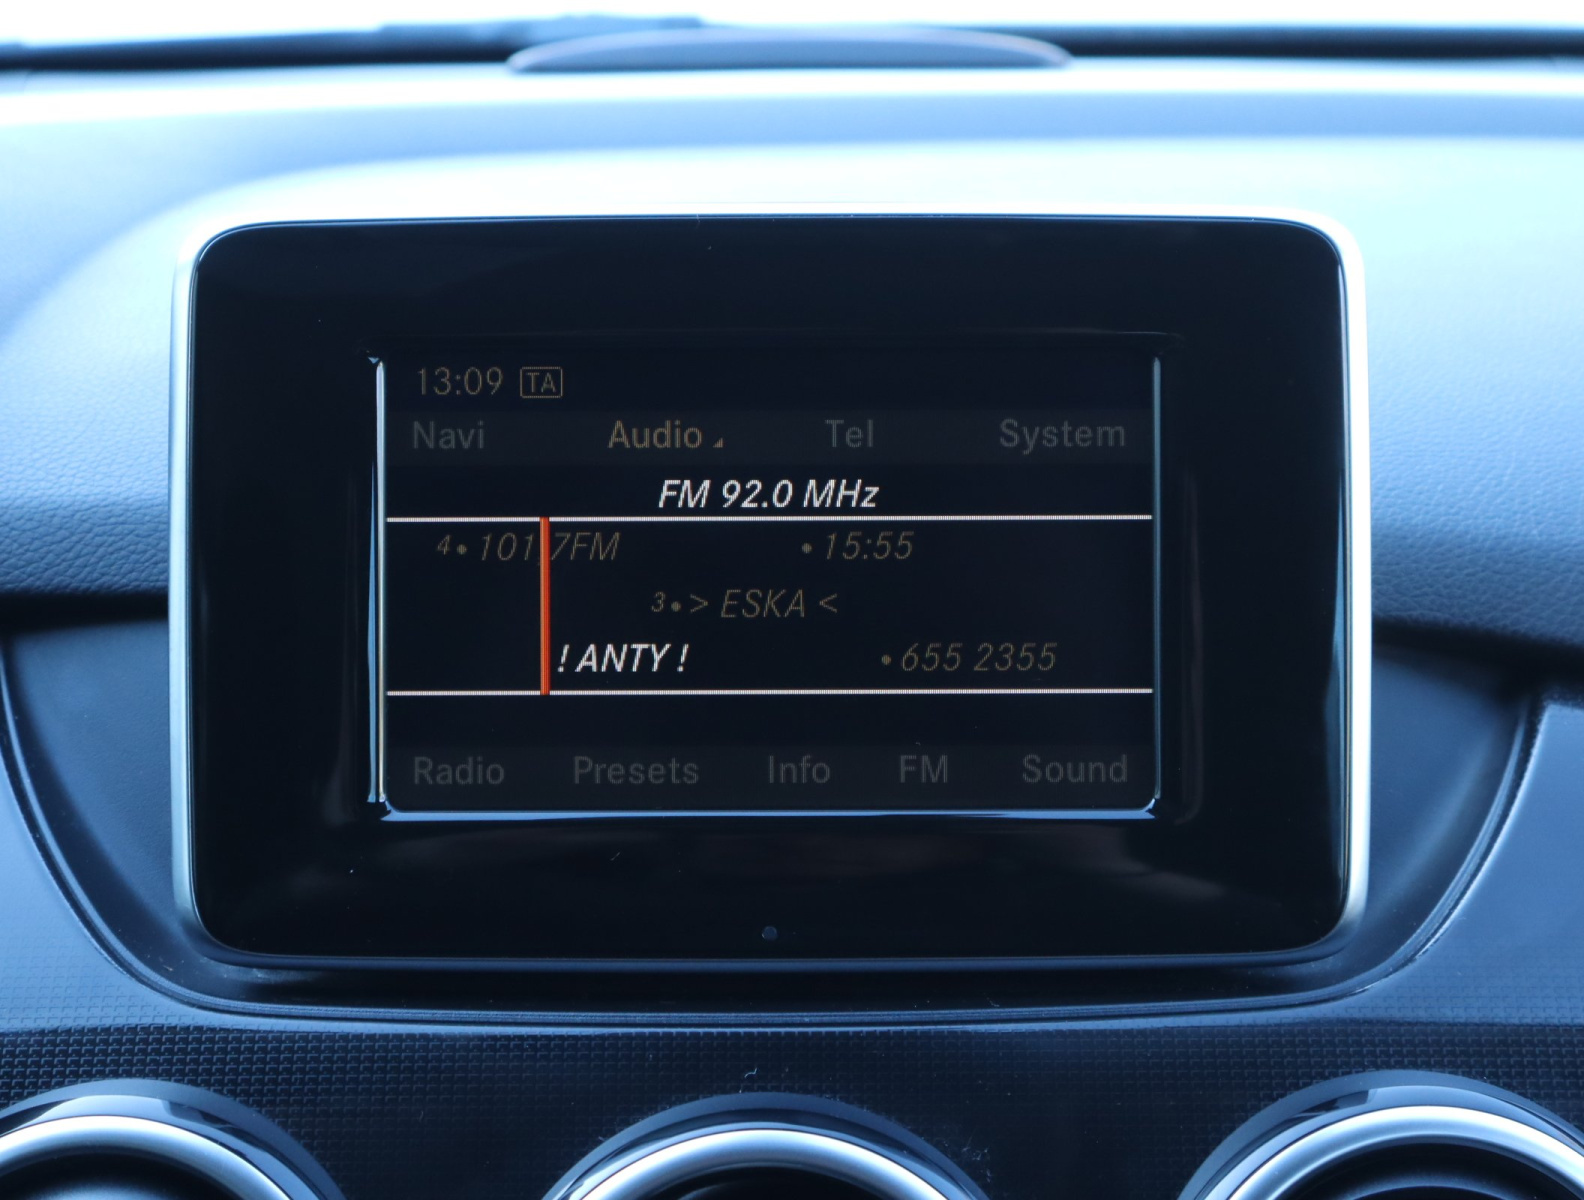 13:09 TA
Navi Audio Tel System
FM 92.0 MHz
4•101.7FM •15:55
3•> ESKA <
! ANTY ! •655 2355
Radio Presets Info FM Sound